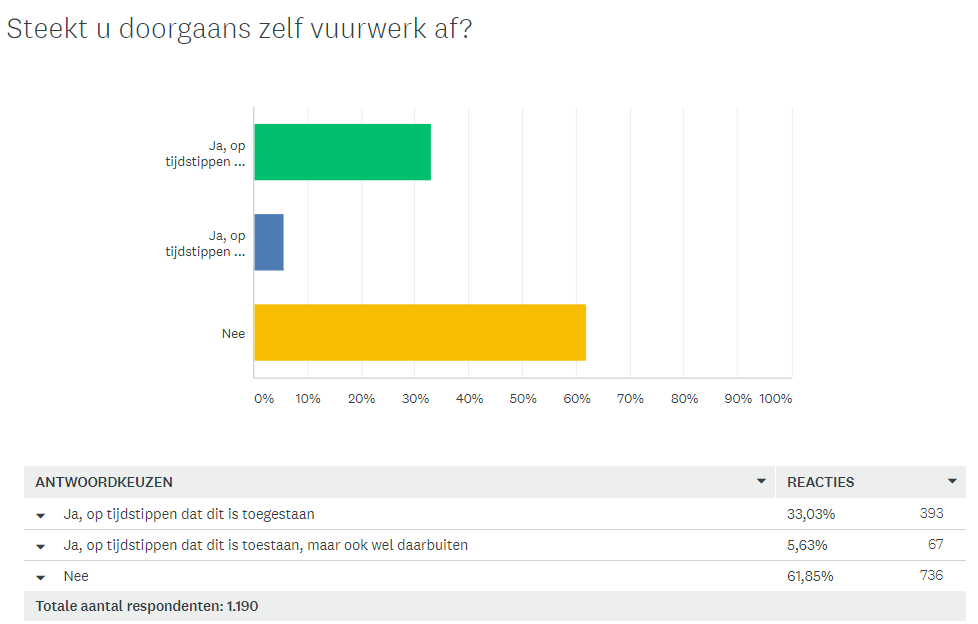 Steekt u doorgaans zelf vuurwerk af?
Ja, op
tijdstippen ...
Ja, op
tijdstippen ...
Nee
0% 10% 20% 30% 40% 50% 60% 70% 80% 90% 100%
ANTWOORDKEUZEN REACTIES
Ja, op tijdstippen dat dit is toegestaan 33,03% 393
Ja, op tijdstippen dat dit is toestaan, maar ook wel daarbuiten 5,63% 67
Nee 61,85% 736
Totale aantal respondenten: 1.190